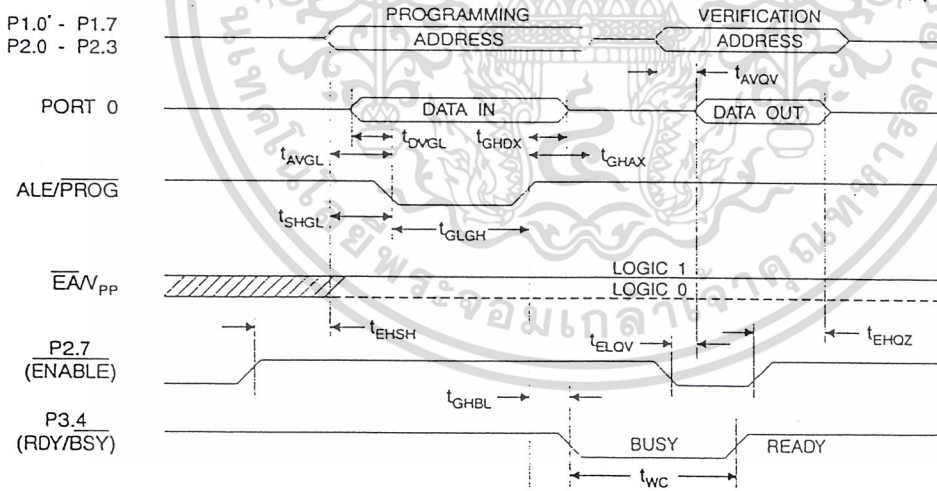 PROGRAMMING VERIFICATION
P1.0 - P1.7
P2.0 - P2.3
ADDRESS ADDRESS
tAVQV
PORT 0 DATA IN DATA OUT
tDVGL tGHDX
tAVGL tGHAX
ALE/PROG
tSHGL
tGLGH
LOGIC 1
EA/VPP LOGIC 0
tEHSH tELQV tEHQZ
P2.7
(ENABLE)
tGHBL
P3.4
(RDY/BSY) BUSY READY
tWC